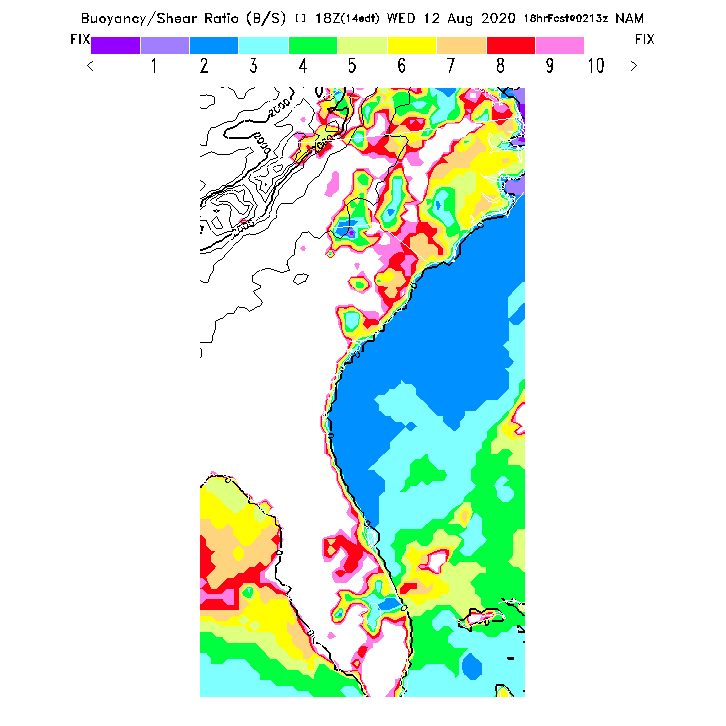 Buoyancy/Shear Ratio (B/S) [] 18Z(14edt) WED 12 Aug 2020 18hrFcst@0213z NAM
FIX FIX
< 1 2 3 4 5 6 7 8 9 10 >
2000